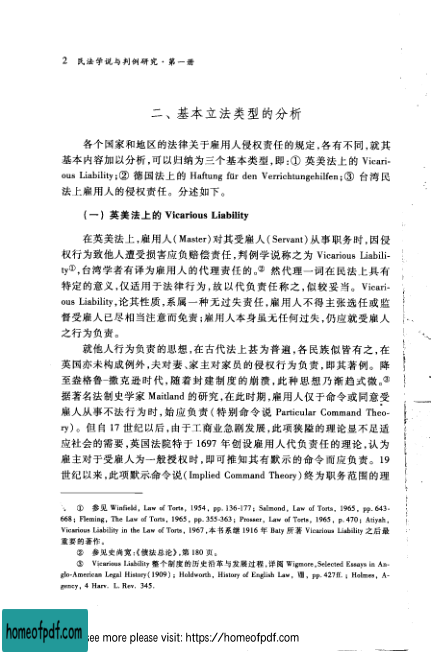 2 民法学说与判例研究·第一册
二、基本立法类型的分析
各个国家和地区的法律关于雇用人侵权责任的规定,各有不同,就其
基本内容加以分析,可以归纳为三个基本类型,即:① 英美法上的 Vicari-
ous Liability;② 德国法上的 Haftung für den Verrichtungehilfen;③ 台湾民
法上雇用人的侵权责任。分述如下。
(一) 英美法上的 Vicarious Liability
在英美法上,雇用人(Master)对其受雇人(Servant)从事职务时,因侵
权行为致他人遭受损害应负赔偿责任,判例学说称之为 Vicarious Liabili-
ty①,台湾学者有译为雇用人的代理责任的。② 然代理一词在民法上具有
特定的意义,仅适用于法律行为,故以代负责任称之,似较妥当。Vicari-
ous Liability,论其性质,系属一种无过失责任,雇用人不得主张选任或监
督受雇人已尽相当注意而免责;雇用人本身虽无任何过失,仍应就受雇人
之行为负责。
就他人行为负责的思想,在古代法上甚为普遍,各民族似皆有之,在
英国亦未构成例外,夫对妻、家主对家员的侵权行为负责,即其著例。降
至盎格鲁—撒克逊时代,随着封建制度的崩溃,此种思想乃渐趋式微。③
据著名法制史学家 Maitland 的研究,在此时期,雇用人仅于命令或同意受
雇人从事不法行为时,始应负责(特别命令说 Particular Command Theo-
ry)。但自 17 世纪以后,由于工商业急剧发展,此项狭隘的理论显不足适
应社会的需要,英国法院特于 1697 年创设雇用人代负责任的理论,认为
雇主对于受雇人为一般授权时,即可推知其有默示的命令而应负责。19
世纪以来,此项默示命令说(Implied Command Theory)终为职务范围的理
① 参见 Winfield, Law of Torts, 1954, pp. 136-177; Salmond, Law of Torts, 1965, pp. 643-
668; Fleming, The Law of Torts, 1965, pp. 355-363; Prosser, Law of Torts, 1965, p. 470; Atiyah,
Vicarious Liability in the Law of Torts, 1967,本书系继 1916 年 Baty 所著 Vicarious Liability 之后最
重要的著作。
② 参见史尚宽:《债法总论》,第 180 页。
③ Vicarious Liability 整个制度的历史沿革与发展过程,详阅 Wigmore, Selected Essays in An-
glo-American Legal History(1909); Holdworth, History of English Law, Ⅷ, pp. 427ff.; Holmes, A-
gency, 4 Harv. L. Rev. 345.
homeofpdf.com
see more please visit: https://homeofpdf.com